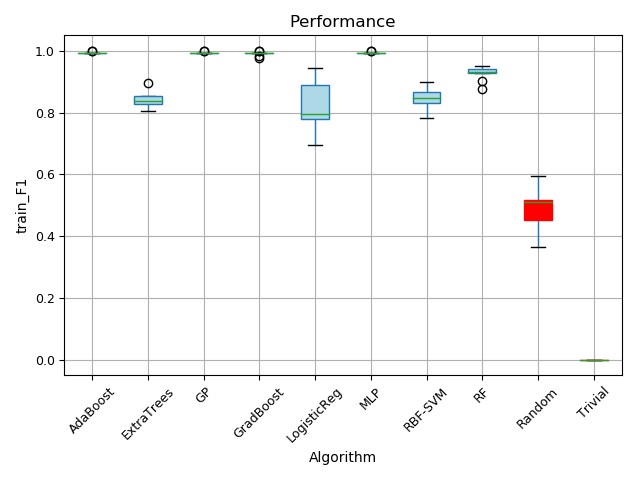 Performance
train_F1
1.0
0.8
0.6
0.4
0.2
0.0
AdaBoost
ExtraTrees
GP
GradBoost
LogisticReg
MLP
RBF-SVM
RF
Random
Trivial
Algorithm